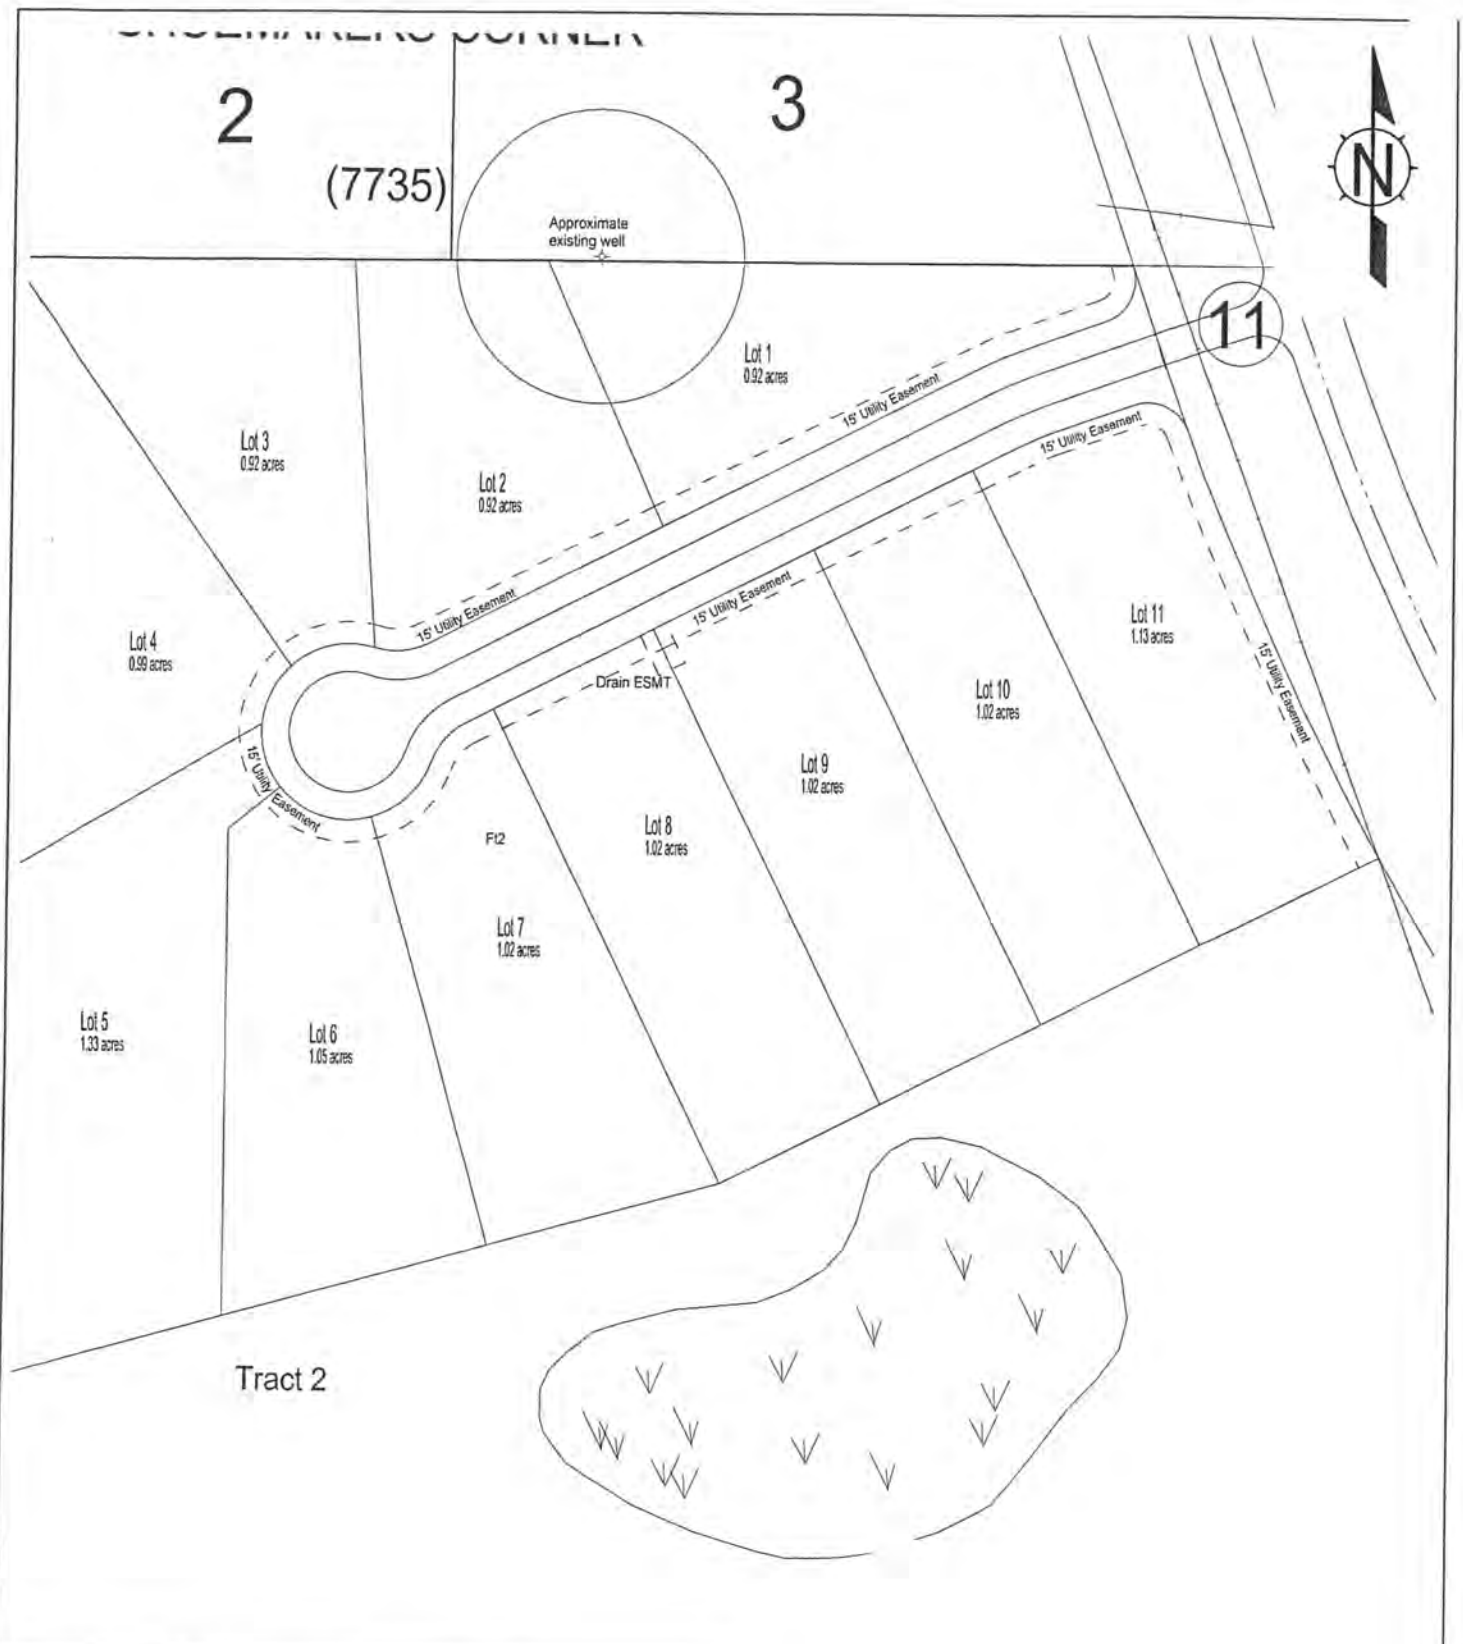 SHOEMAKERS CORNER
2
3
(7735)
N
Approximate
existing well
11
Lot 1
0.92 acres
15' Utility Easement
15' Utility Easement
Lot 3
0.92 acres
Lot 2
0.92 acres
15' Utility Easement
15' Utility Easement
Lot 4
0.99 acres
Lot 11
1.13 acres
15' Utility Easement
Drain ESMT
Lot 10
1.02 acres
15' Utility Easement
Lot 9
1.02 acres
Ft2
Lot 8
1.02 acres
Lot 7
1.02 acres
Lot 5
1.33 acres
Lot 6
1.05 acres
Tract 2